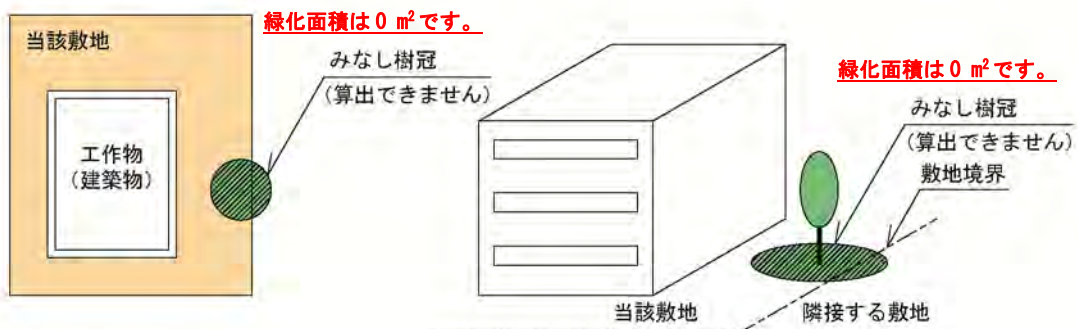 緑化面積は0 m²です。
当該敷地
みなし樹冠
(算出できません)
工作物
(建築物)
緑化面積は0 m²です。
みなし樹冠
(算出できません)
敷地境界
当該敷地
隣接する敷地